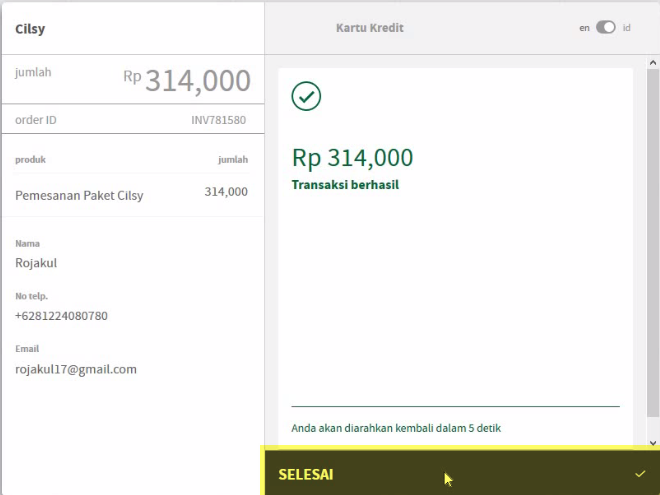 Cilsy
Kartu Kredit
en id
jumlah Rp 314,000
order ID INV781580
produk jumlah
Pemesanan Paket Cilsy 314,000
Nama
Rojakul
No telp.
+6281224080780
Email
rojakul17@gmail.com
Rp 314,000
Transaksi berhasil
Anda akan diarahkan kembali dalam 5 detik
SELESAI